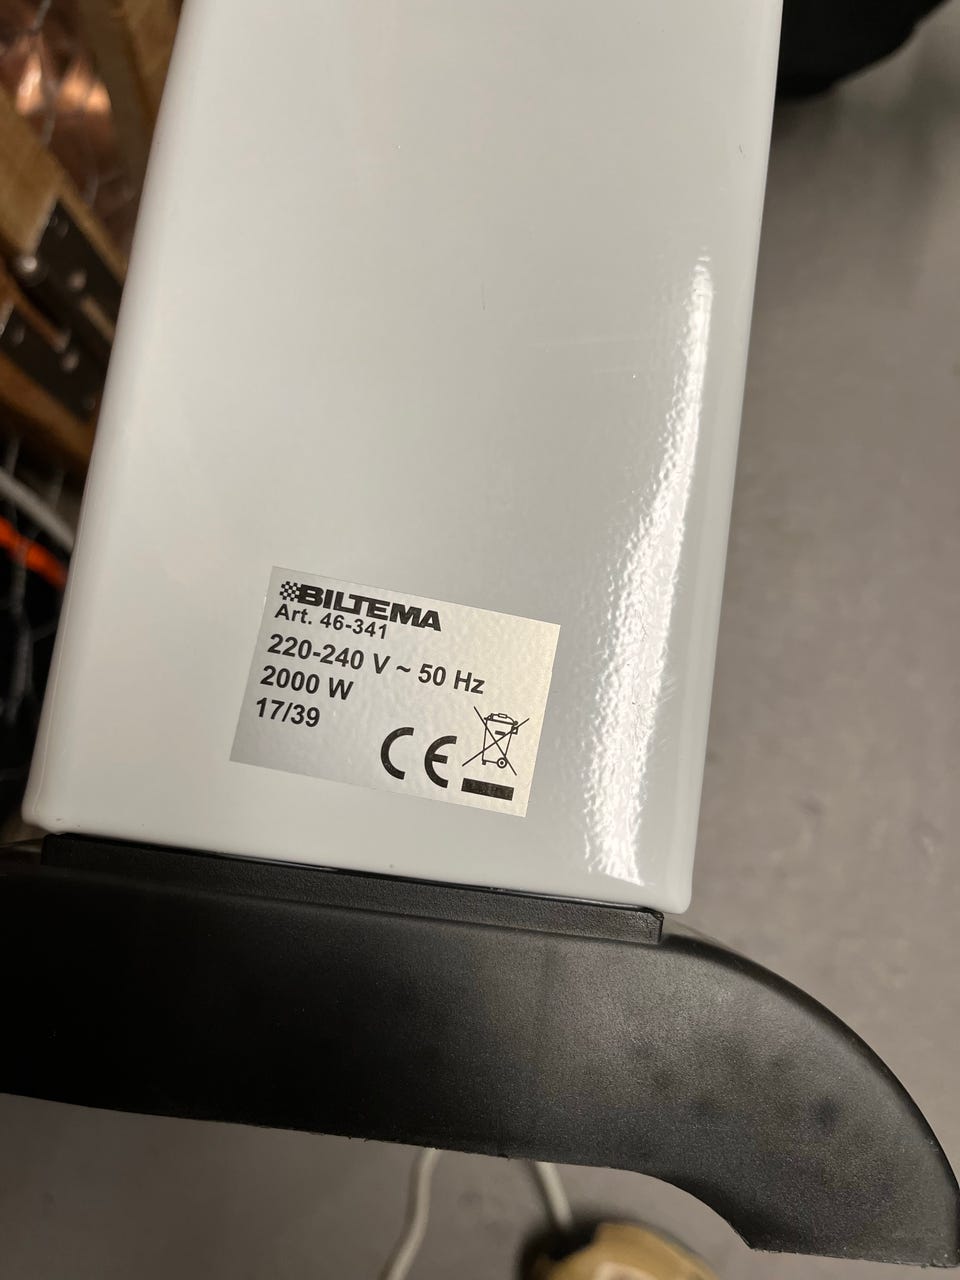 BILTEMA
Art. 46-341
220-240 V ~ 50 Hz
2000 W
17/39
CE